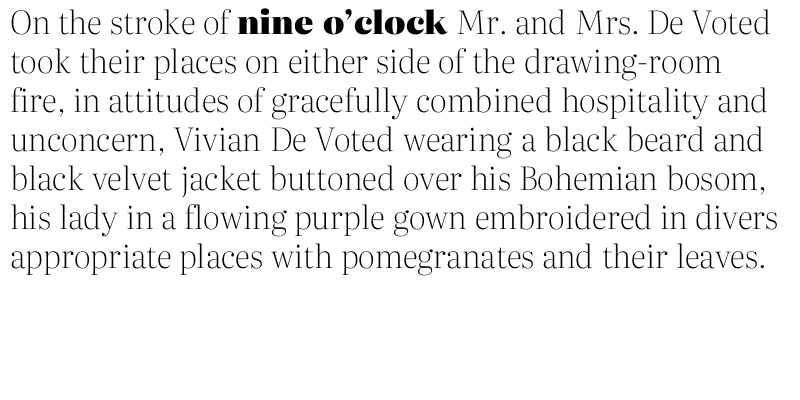 On the stroke of nine o’clock Mr. and Mrs. De Voted
took their places on either side of the drawing-room
fire, in attitudes of gracefully combined hospitality and
unconcern, Vivian De Voted wearing a black beard and
black velvet jacket buttoned over his Bohemian bosom,
his lady in a flowing purple gown embroidered in divers
appropriate places with pomegranates and their leaves.